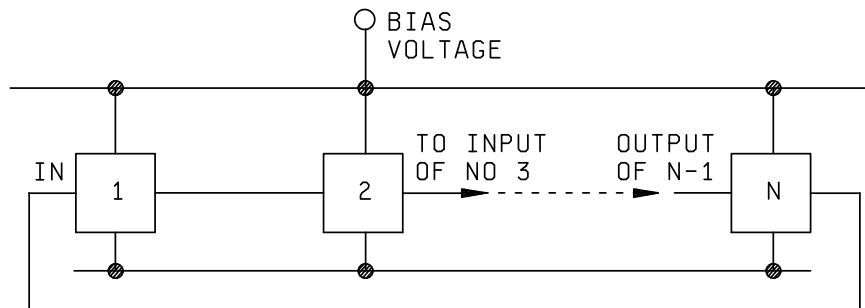 BIAS
VOLTAGE
TO INPUT
OF NO 3
OUTPUT
OF N-1
IN
1
2
N